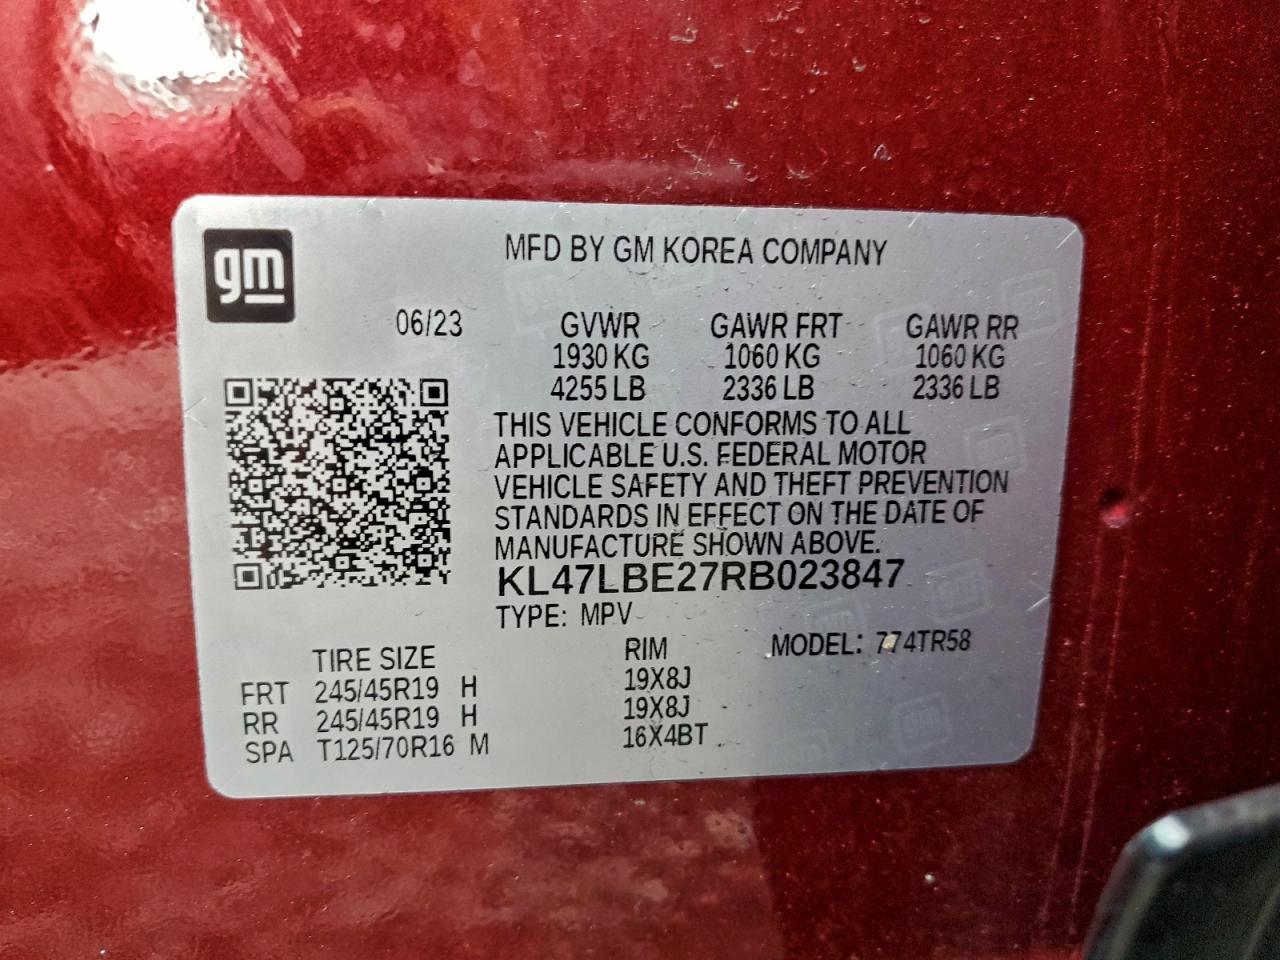 gm
MFD BY GM KOREA COMPANY
06/23 GVWR GAWR FRT GAWR RR
1930 KG 1060 KG 1060 KG
4255 LB 2336 LB 2336 LB
THIS VEHICLE CONFORMS TO ALL
APPLICABLE U.S. FEDERAL MOTOR
VEHICLE SAFETY AND THEFT PREVENTION
STANDARDS IN EFFECT ON THE DATE OF
MANUFACTURE SHOWN ABOVE.
KL47LBE27RB023847
TYPE: MPV
TIRE SIZE RIM MODEL: 774TR58
FRT 245/45R19 H 19X8J
RR 245/45R19 H 19X8J
SPA T125/70R16 M 16X4BT